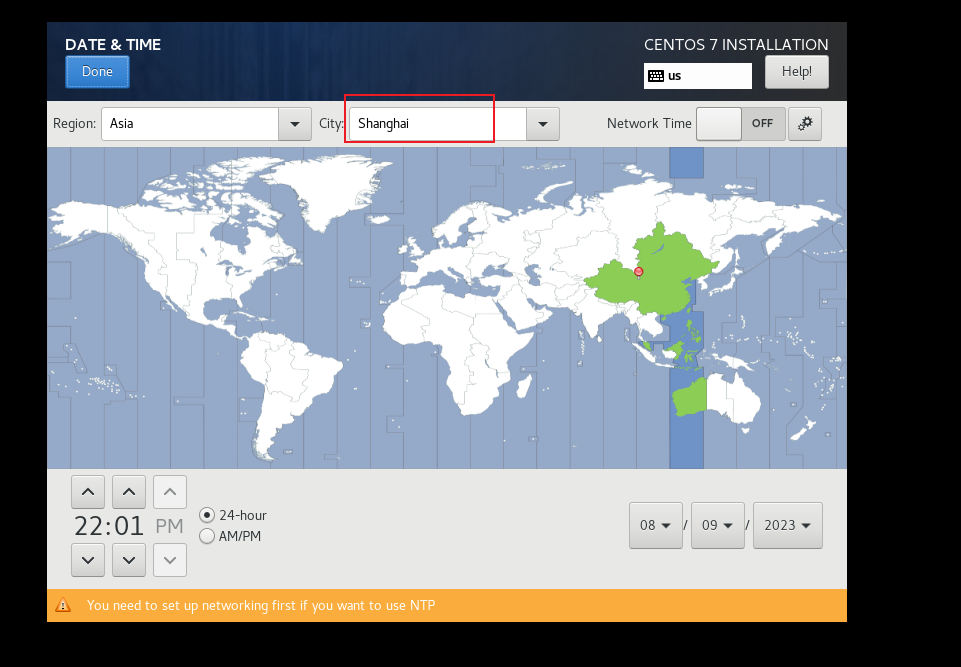 DATE & TIME
CENTOS 7 INSTALLATION
Done
us
Help!
Region:
Asia
City:
Shanghai
Network Time
OFF
22:01 PM
24-hour
AM/PM
08 / 09 / 2023
You need to set up networking first if you want to use NTP